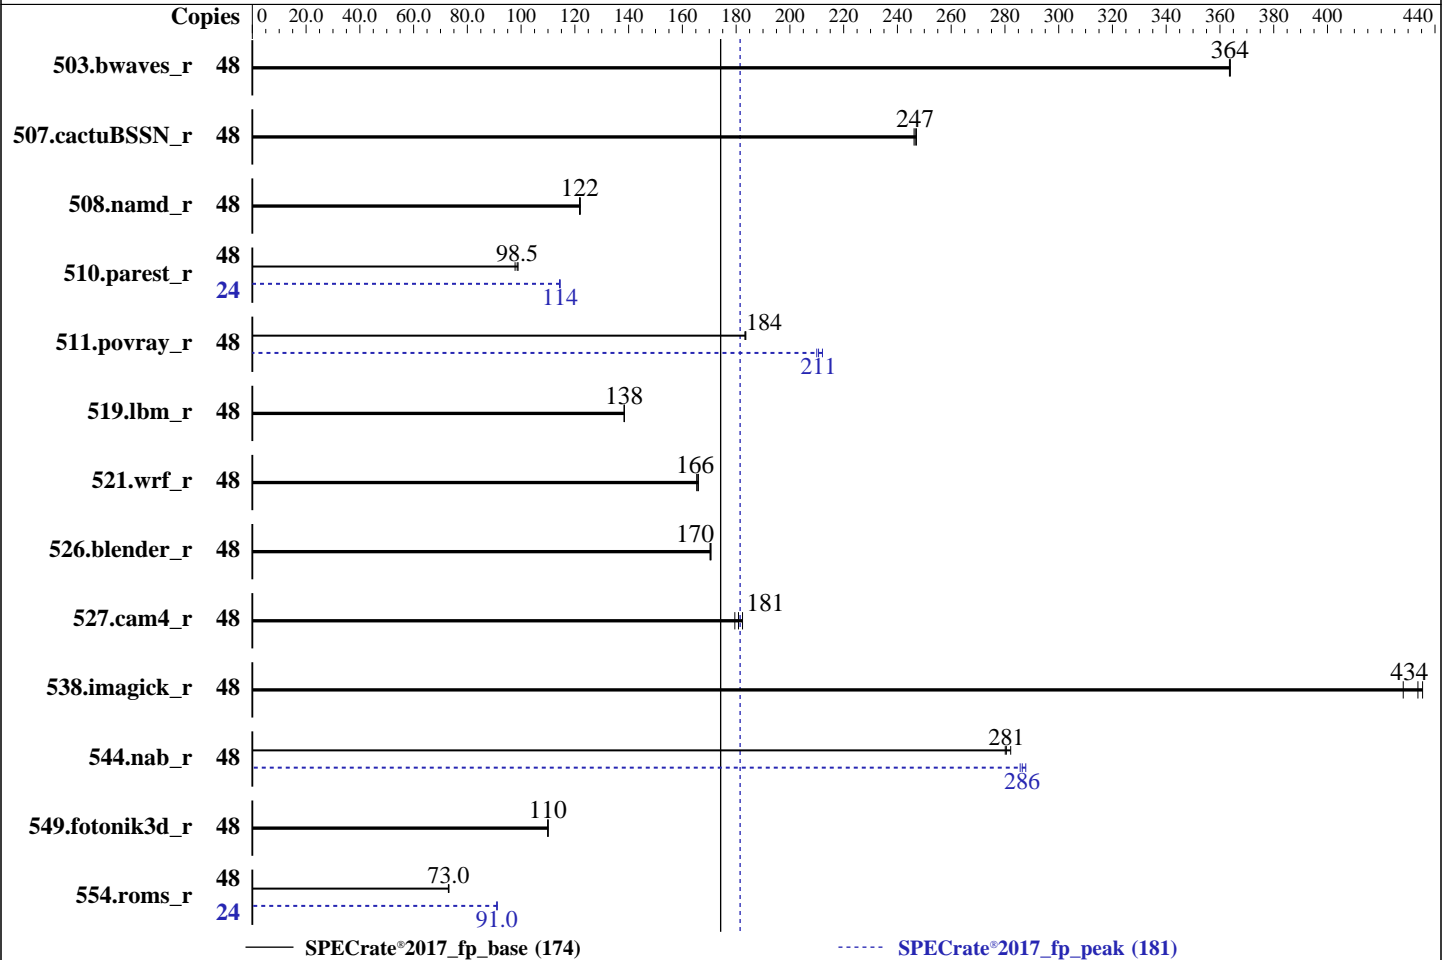 Copies 0 20.0 40.0 60.0 80.0 100 120 140 160 180 200 220 240 260 280 300 320 340 360 380 400 440
503.bwaves_r 48 364
507.cactuBSSN_r 48 247
508.namd_r 48 122
48 98.5
510.parest_r
24 114
184
511.povray_r 48
211
519.lbm_r 48 138
521.wrf_r 48 166
526.blender_r 48 170
527.cam4_r 48 181
538.imagick_r 48 434
281
544.nab_r 48
286
549.fotonik3d_r 48 110
48 73.0
554.roms_r
24 91.0
SPECrate®2017_fp_base (174) SPECrate®2017_fp_peak (181)